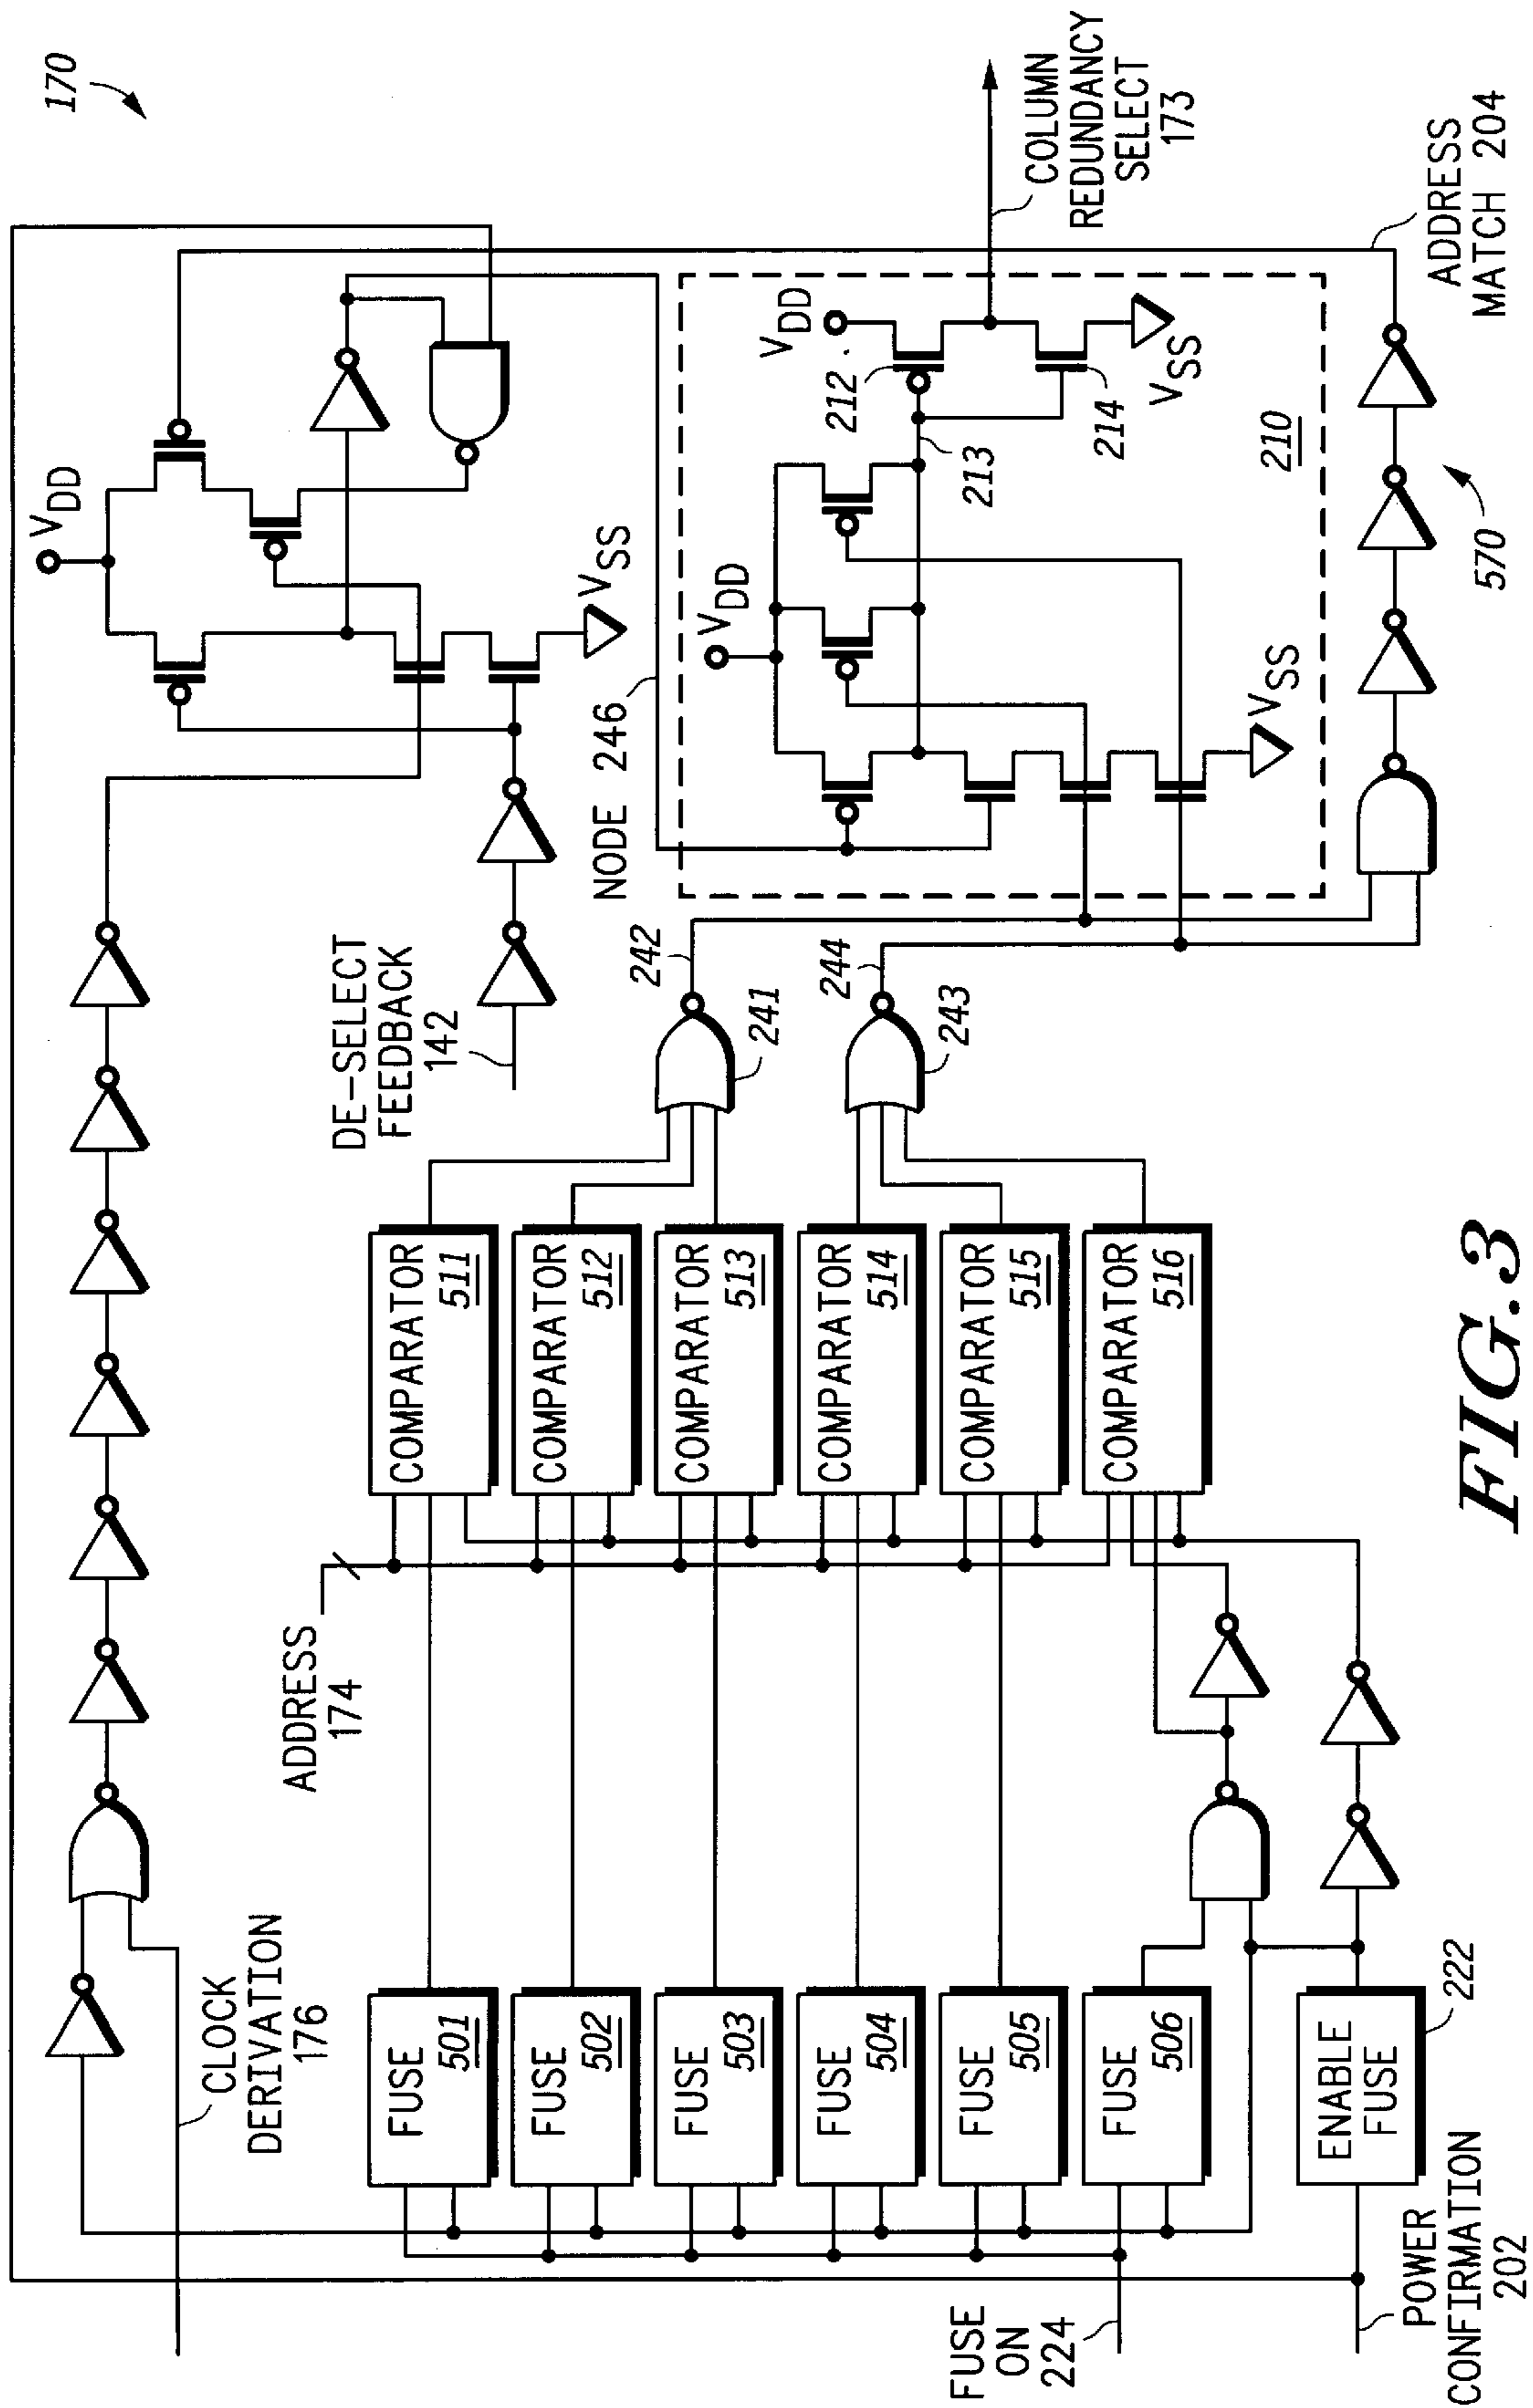 170
CLOCK
DERIVATION
176
ADDRESS
174
DE-SELECT
FEEDBACK
142
VDD
VSS
NODE 246
FUSE
501
FUSE
502
FUSE
503
FUSE
504
FUSE
505
FUSE
506
ENABLE
FUSE
222
FUSE
ON
224
POWER
CONFIRMATION
202
COMPARATOR
511
COMPARATOR
512
COMPARATOR
513
COMPARATOR
514
COMPARATOR
515
COMPARATOR
516
241
242
243
244
VDD
VSS
VDD
212
213
214
VSS
210
COLUMN
REDUNDANCY
SELECT
173
ADDRESS
MATCH 204
570
FIG.3